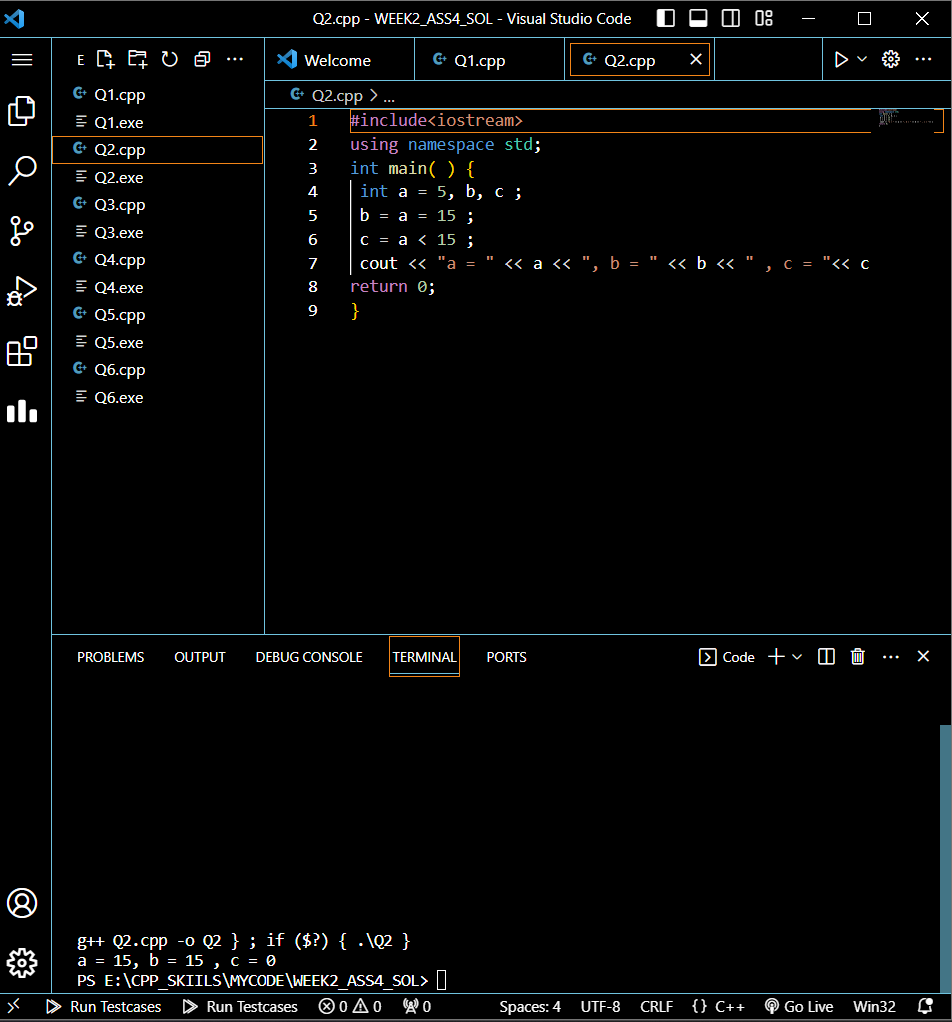 Q2.cpp - WEEK2_ASS4_SOL - Visual Studio Code
E
Q1.cpp
Q1.exe
Q2.cpp
Q2.exe
Q3.cpp
Q3.exe
Q4.cpp
Q4.exe
Q5.cpp
Q5.exe
Q6.cpp
Q6.exe
Welcome Q1.cpp Q2.cpp
Q2.cpp > ...
1 #include<iostream>
2 using namespace std;
3 int main( ) {
4 int a = 5, b, c ;
5 b = a = 15 ;
6 c = a < 15 ;
7 cout << "a = " << a << ", b = " << b << " , c = "<< c
8 return 0;
9 }
PROBLEMS OUTPUT DEBUG CONSOLE TERMINAL PORTS Code
g++ Q2.cpp -o Q2 } ; if ($?) { .\Q2 }
a = 15, b = 15 , c = 0
PS E:\CPP_SKIILS\MYCODE\WEEK2_ASS4_SOL>
Run Testcases Run Testcases 0 0 0 Spaces: 4 UTF-8 CRLF {} C++ Go Live Win32